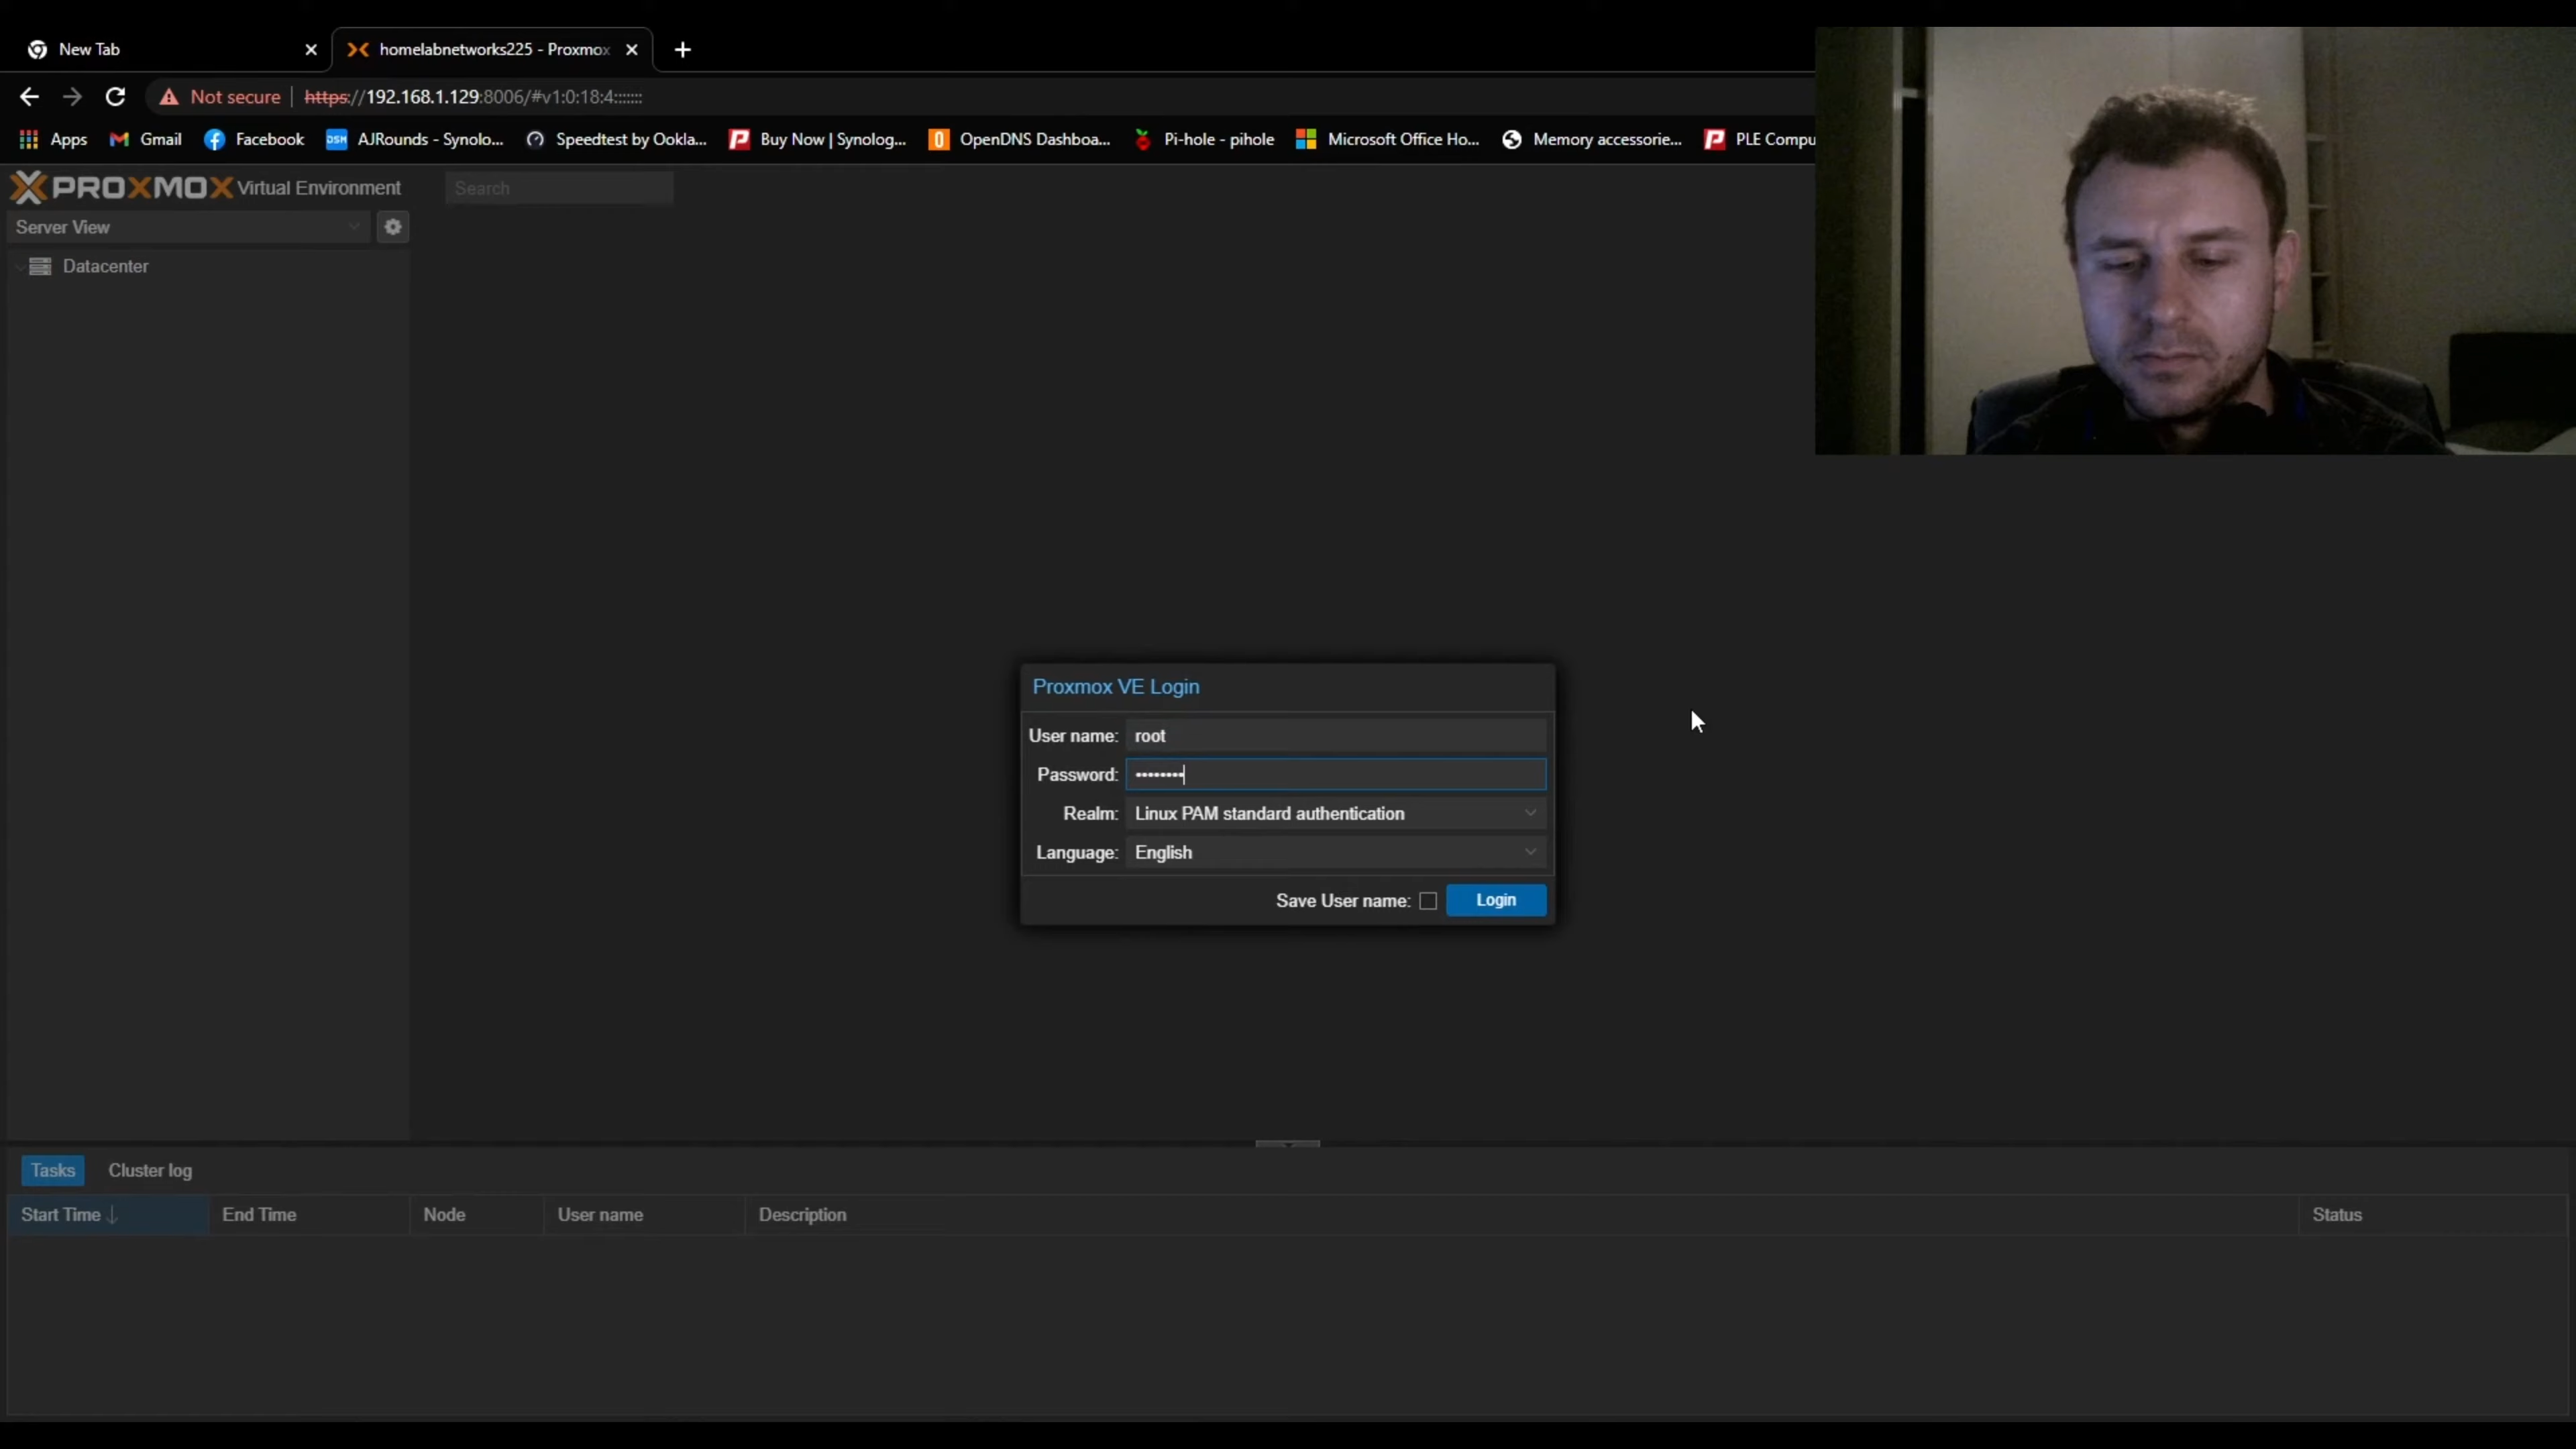 New Tab
homelabnetworks225 - Proxmox
Not secure
https://192.168.1.129:8006/#v1:0:18:4:::::::
Apps
Gmail
Facebook
AJRounds - Synolo...
Speedtest by Ookla...
Buy Now | Synolog...
OpenDNS Dashboa...
Pi-hole - pihole
Microsoft Office Ho...
Memory accessorie...
PLE Compu
PROXMOX Virtual Environment
Search
Server View
Datacenter
Proxmox VE Login
User name: root
Password: ••••••••
Realm: Linux PAM standard authentication
Language: English
Save User name:
Login
Tasks
Cluster log
Start Time
End Time
Node
User name
Description
Status